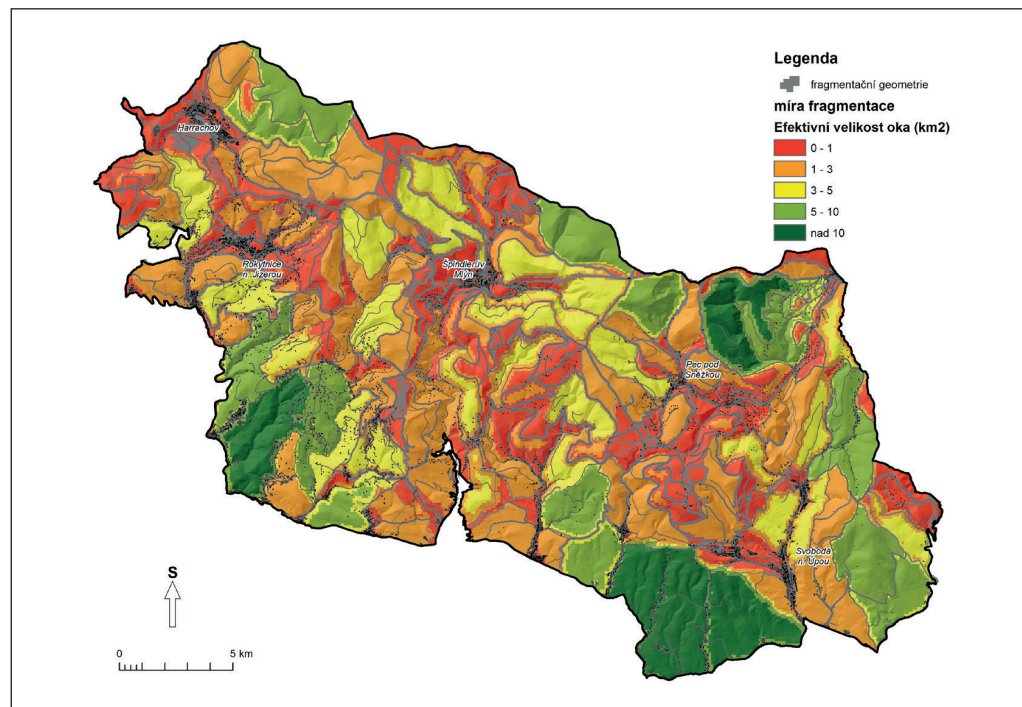 Legenda
fragmentační geometrie
míra fragmentace
Efektivní velikost oka (km2)
0 - 1
1 - 3
3 - 5
5 - 10
nad 10
Harrachov
Rokytnice
n. Jizerou
Špindlerův
Mlýn
Pec pod
Sněžkou
Svoboda
n. Úpou
S
0 5 km